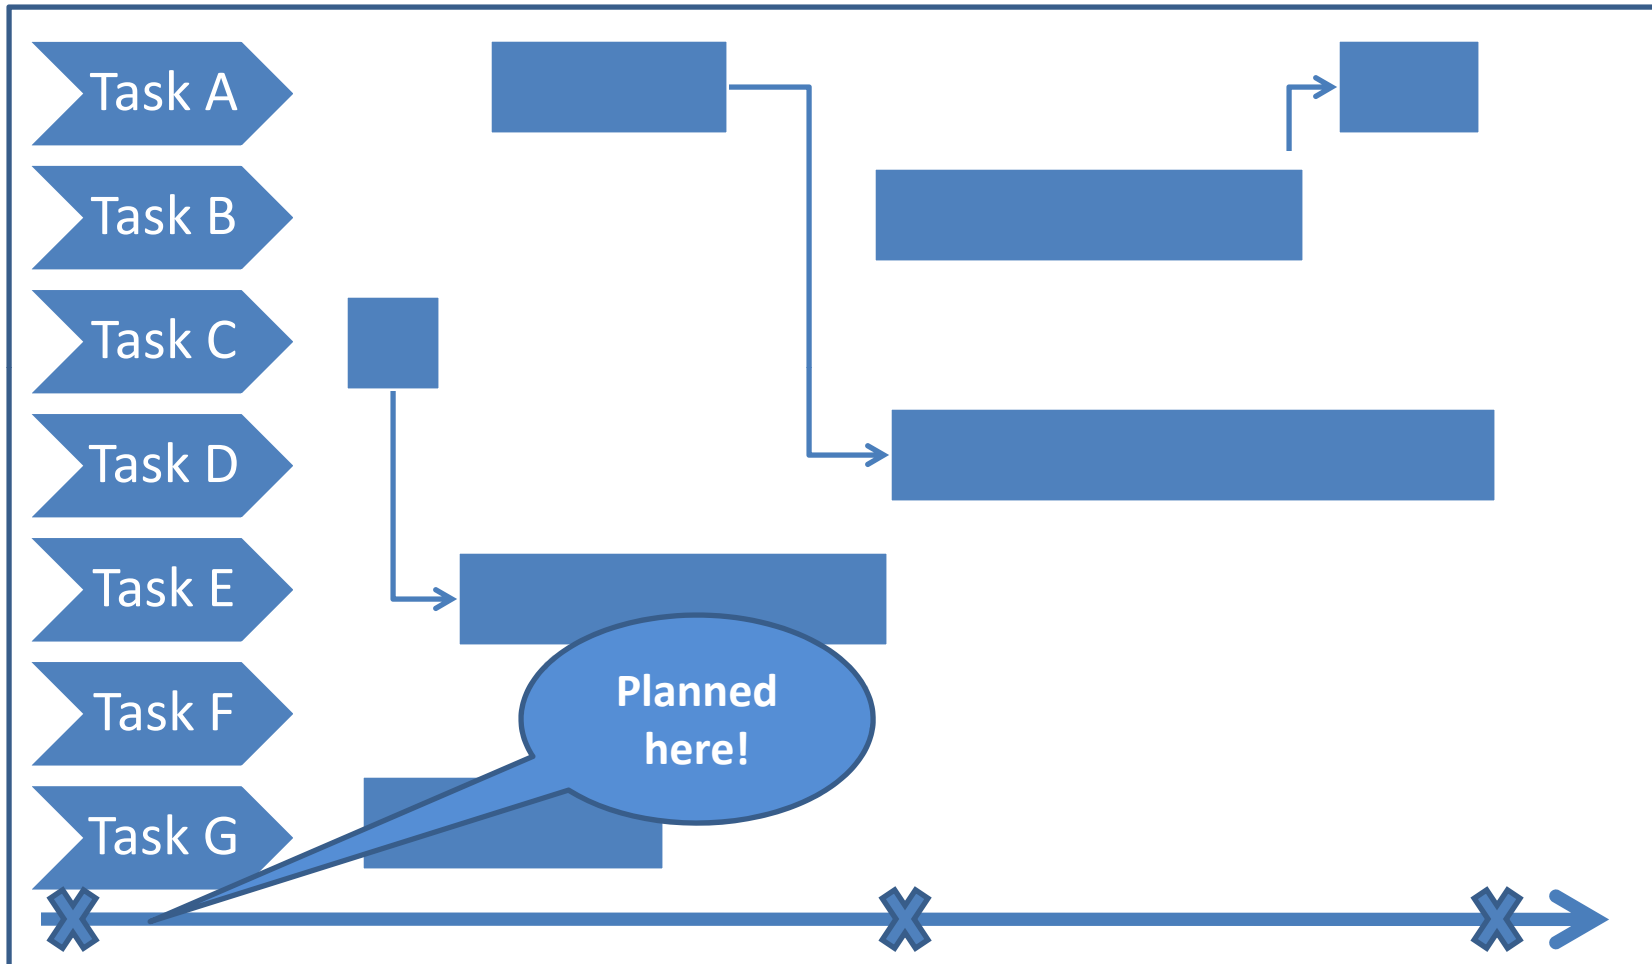 Task A
Task B
Task C
Task D
Task E
Task F
Task G
Planned
here!